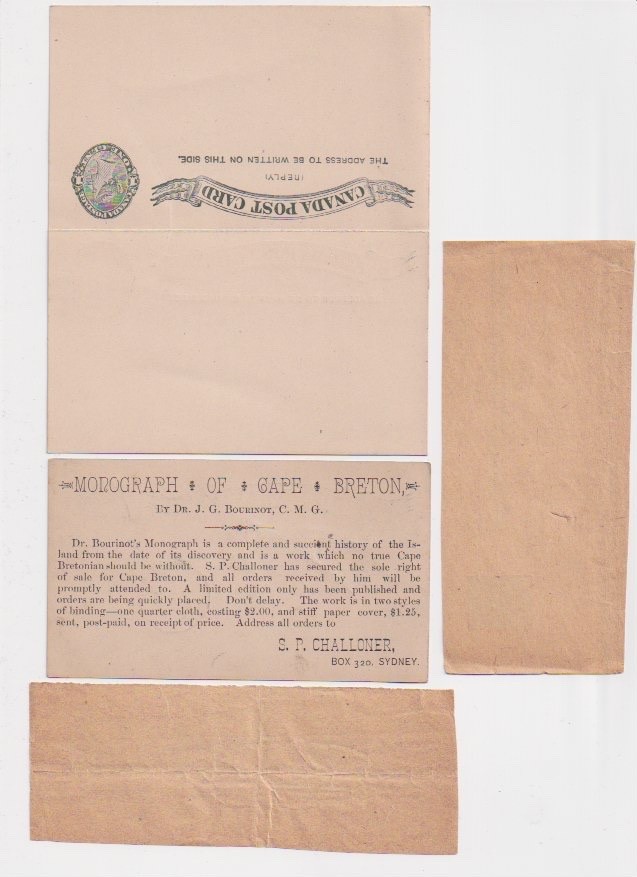 THE ADDRESS TO BE WRITTEN ON THIS SIDE.
(REPLY)
CANADA POST CARD
MONOGRAPH OF CAPE BRETON,
BY DR. J. G. BOURINOT, C. M. G.
Dr. Bourinot's Monograph is a complete and succient history of the Is-
land from the date of its discovery and is a work which no true Cape
Bretonian should be without. S. P. Challoner has secured the sole right
of sale for Cape Breton, and all orders received by him will be
promptly attended to. A limited edition only has been published and
orders are being quickly placed. Don't delay. The work is in two styles
of binding—one quarter cloth, costing $2.00, and stiff paper cover, $1.25,
sent, post-paid, on receipt of price. Address all orders to
S. P. CHALLONER,
BOX 320, SYDNEY.